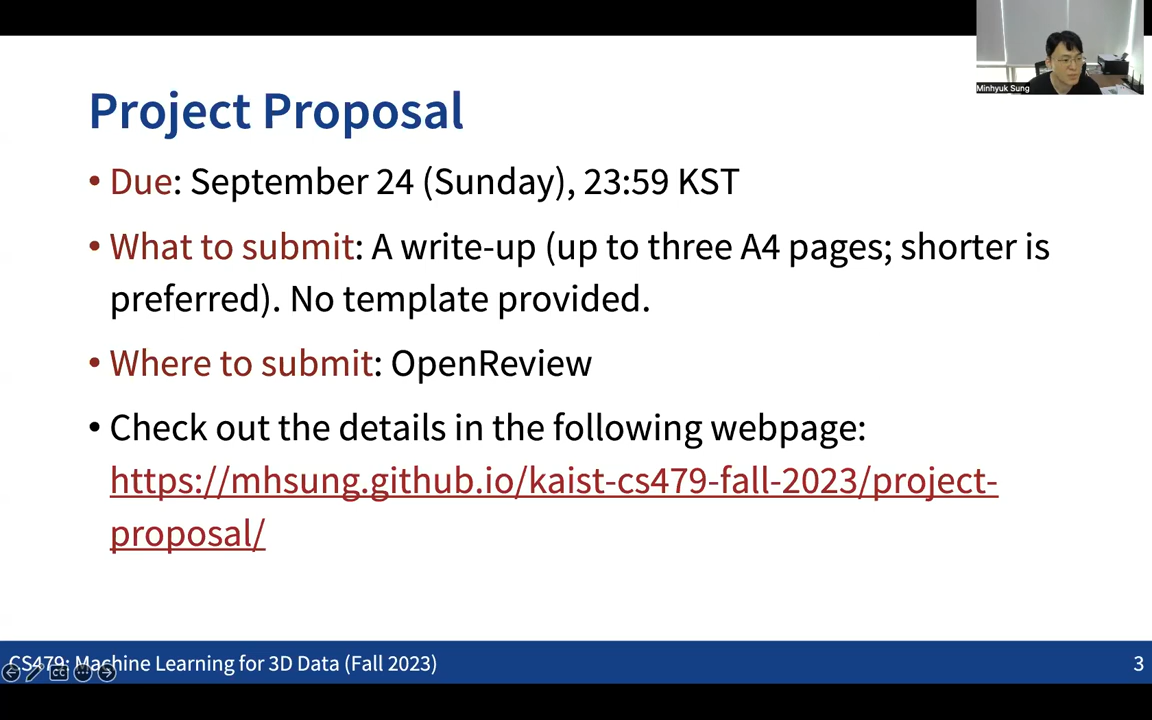 Minhyuk Sung
Project Proposal
• Due: September 24 (Sunday), 23:59 KST
• What to submit: A write-up (up to three A4 pages; shorter is
preferred). No template provided.
• Where to submit: OpenReview
• Check out the details in the following webpage:
https://mhsung.github.io/kaist-cs479-fall-2023/project-
proposal/
CS479: Machine Learning for 3D Data (Fall 2023)
3